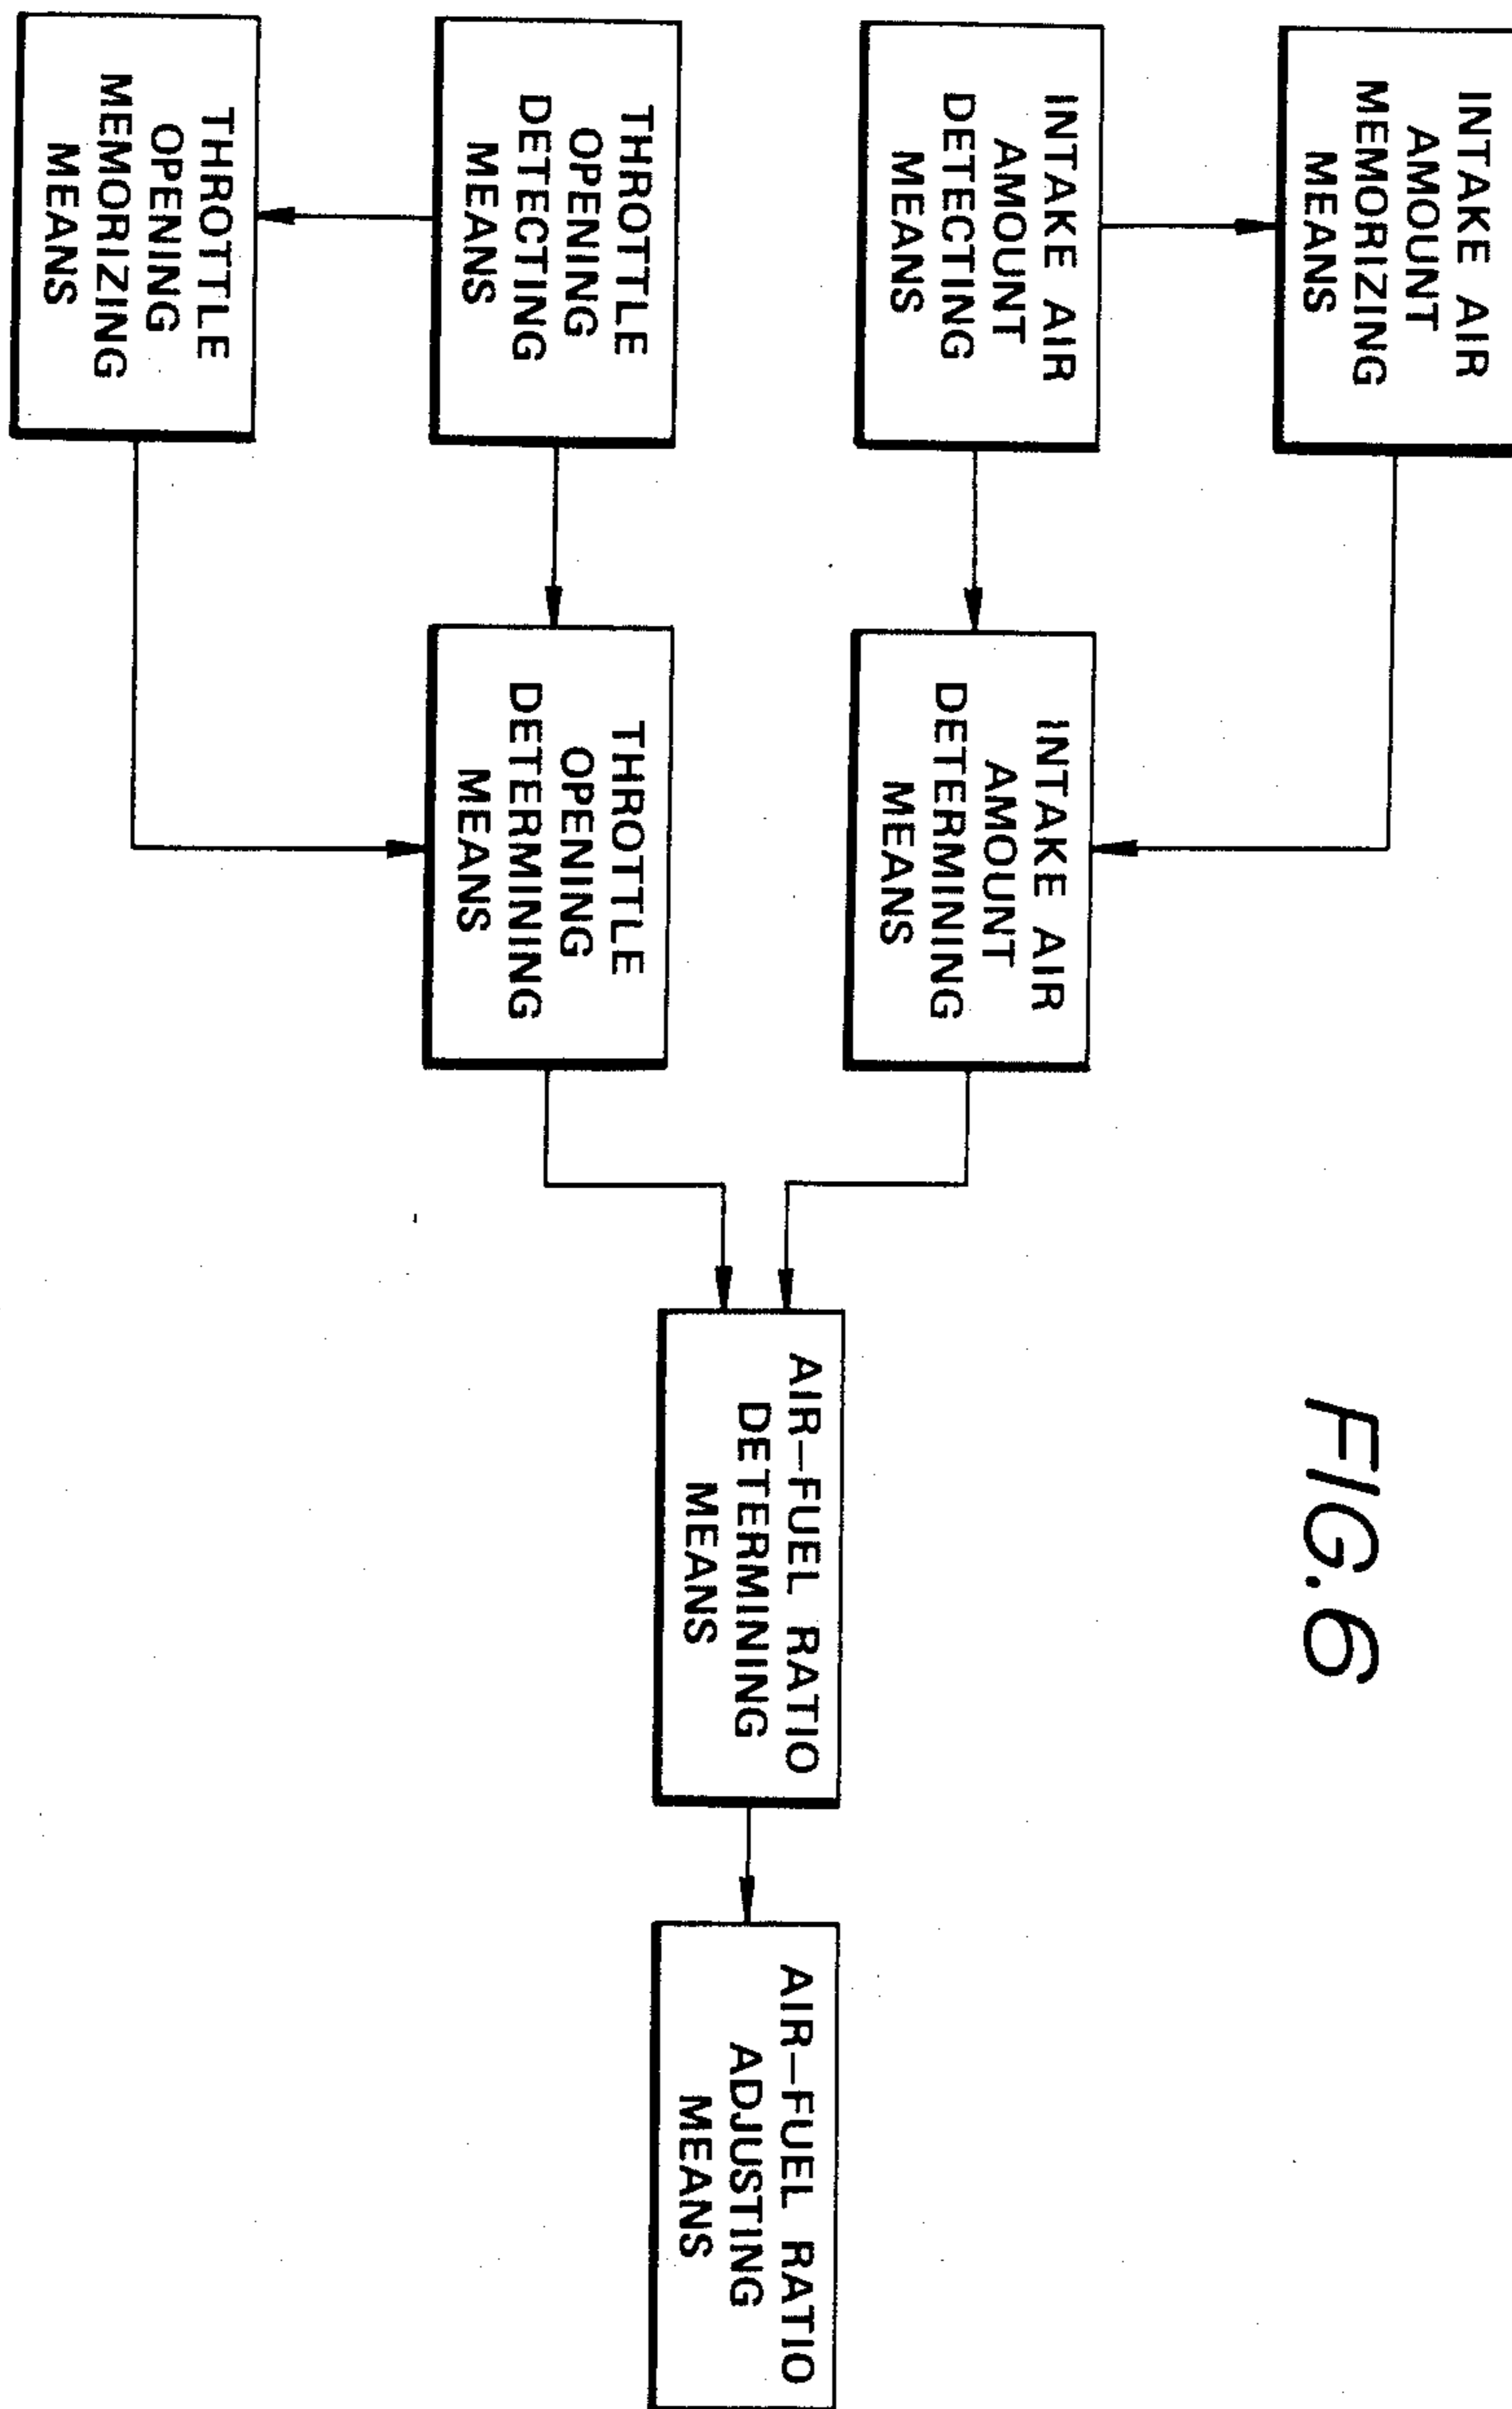 FIG.6
INTAKE AIR
AMOUNT
MEMORIZING
MEANS
INTAKE AIR
AMOUNT
DETECTING
MEANS
INTAKE AIR
AMOUNT
DETERMINING
MEANS
THROTTLE
OPENING
DETECTING
MEANS
THROTTLE
OPENING
DETERMINING
MEANS
THROTTLE
OPENING
MEMORIZING
MEANS
AIR-FUEL RATIO
DETERMINING
MEANS
AIR-FUEL RATIO
ADJUSTING
MEANS